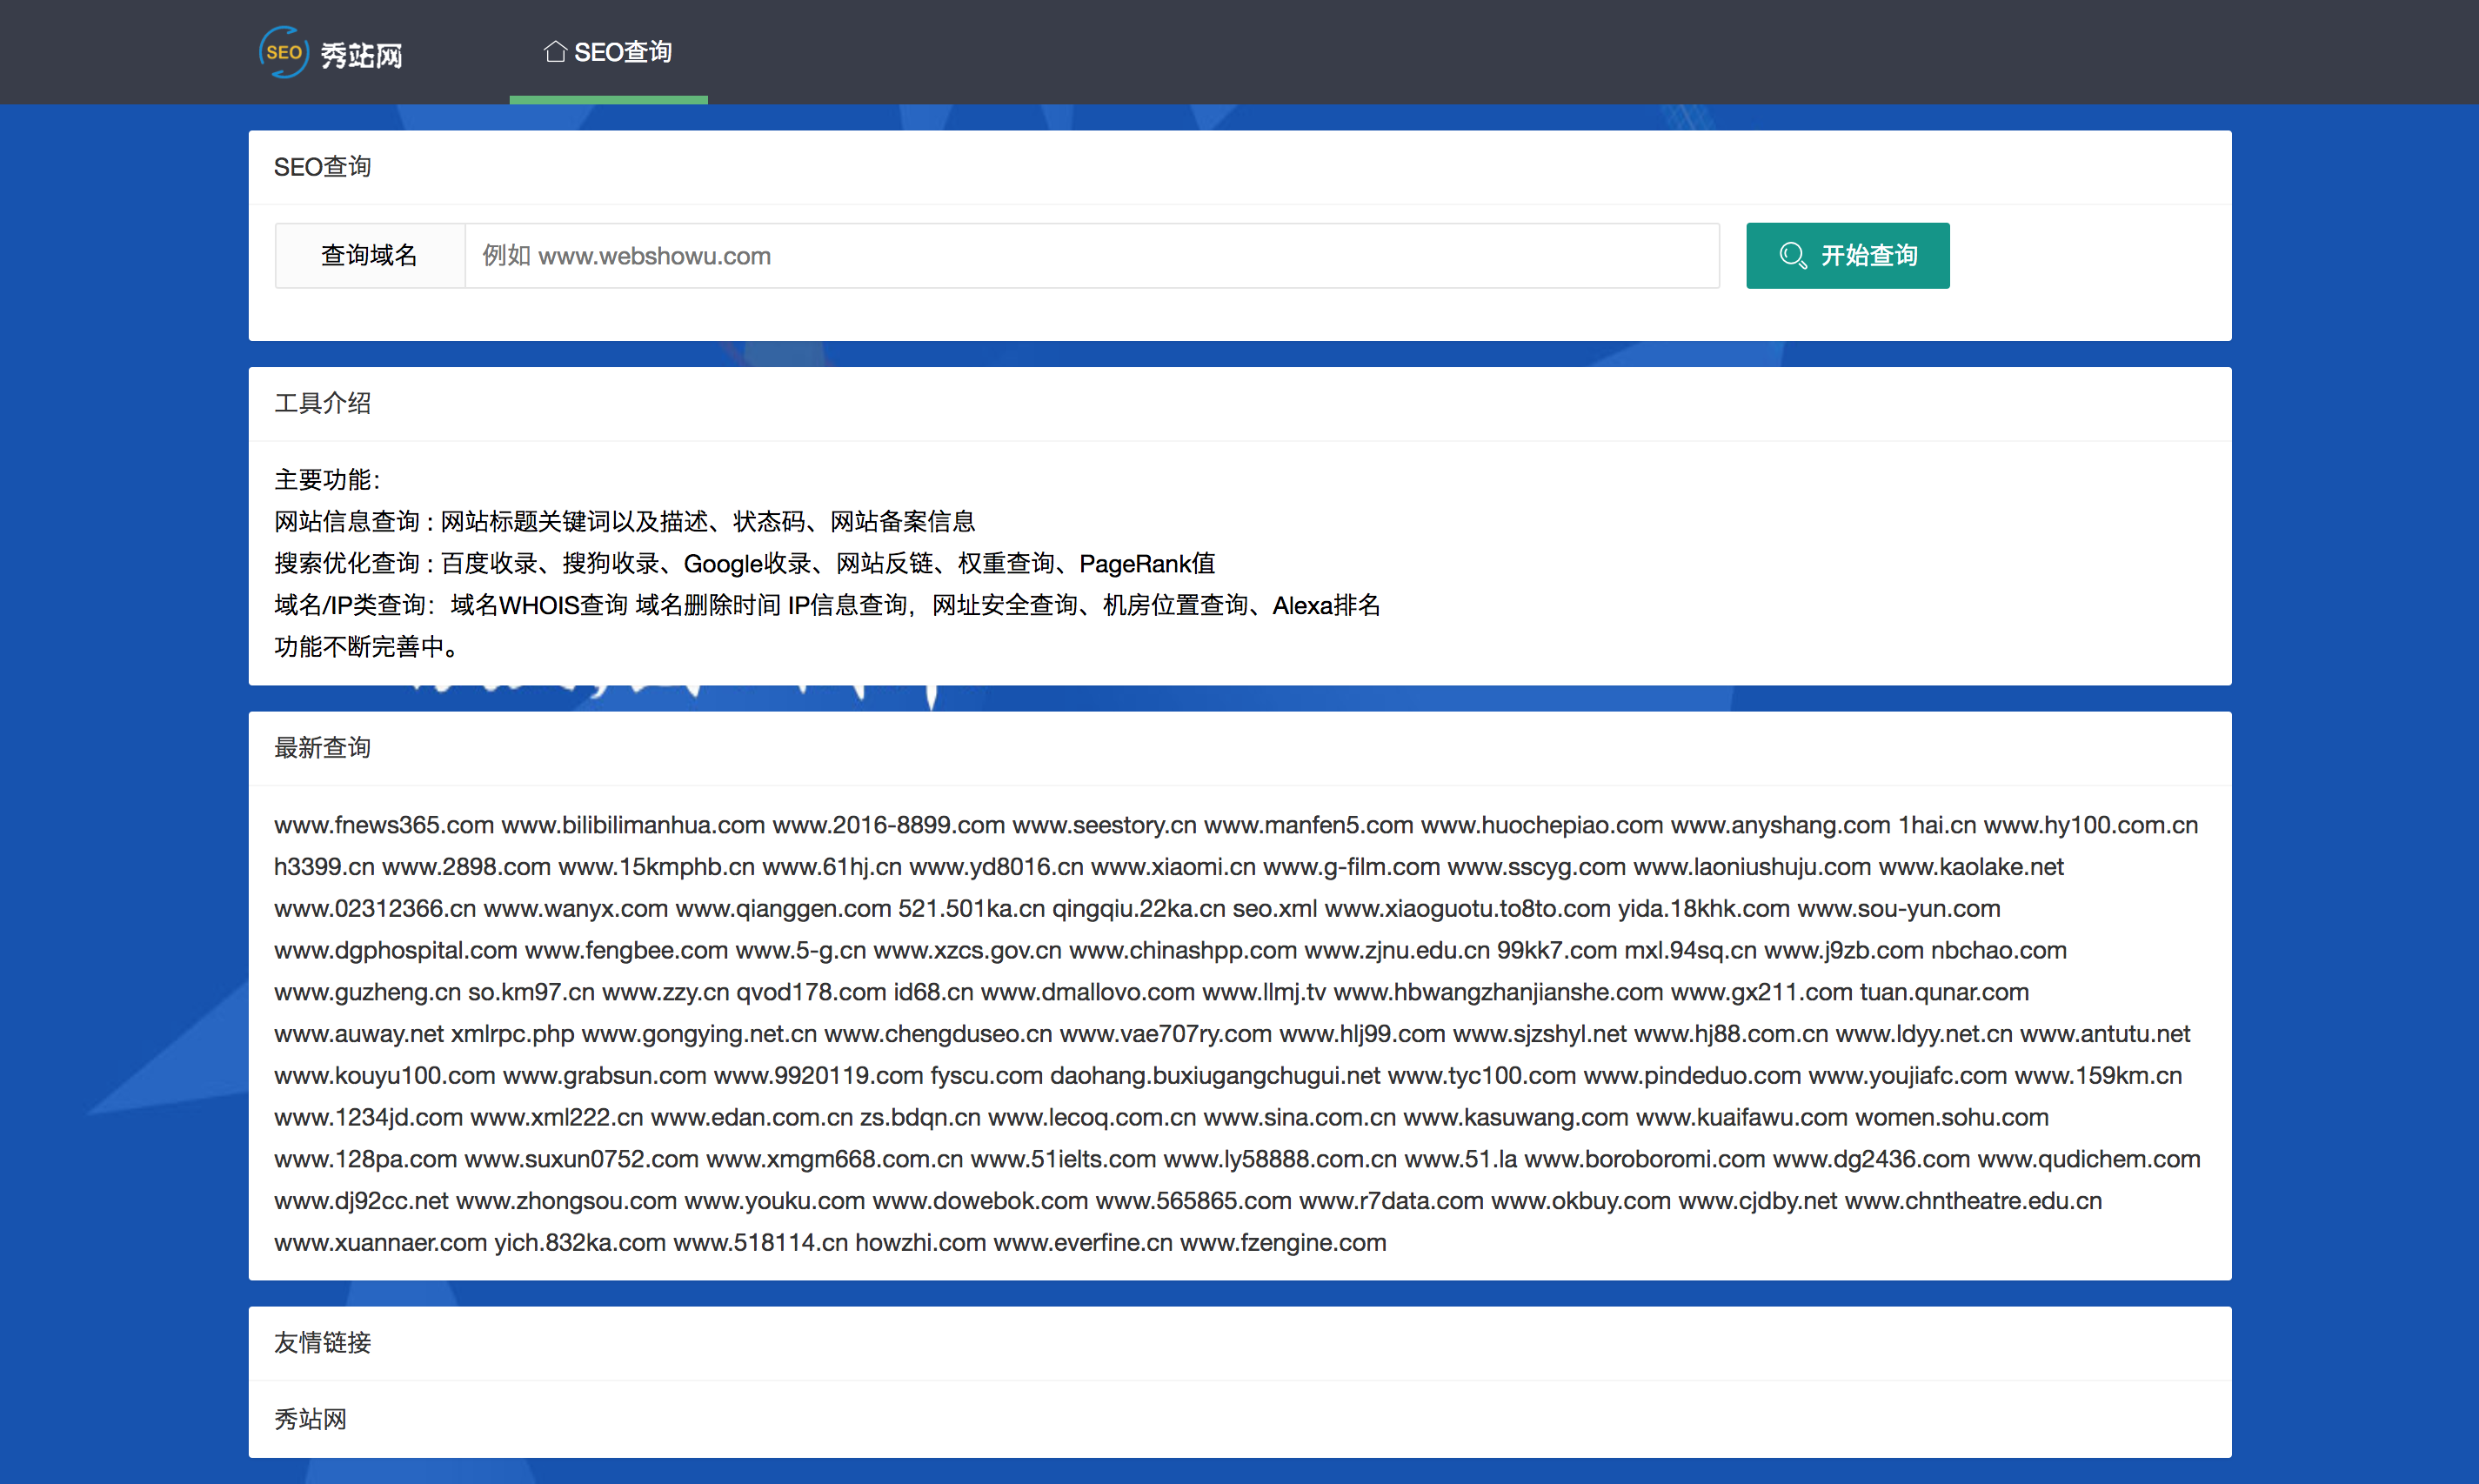 SEO 秀站网 SEO查询
SEO查询
查询域名 例如 www.webshowu.com 开始查询
工具介绍
主要功能：
网站信息查询 : 网站标题关键词以及描述、状态码、网站备案信息
搜索优化查询 : 百度收录、搜狗收录、Google收录、网站反链、权重查询、PageRank值
域名/IP类查询：域名WHOIS查询 域名删除时间 IP信息查询，网址安全查询、机房位置查询、Alexa排名
功能不断完善中。
最新查询
www.fnews365.com www.bilibilimanhua.com www.2016-8899.com www.seestory.cn www.manfen5.com www.huochepiao.com www.anyshang.com 1hai.cn www.hy100.com.cn
h3399.cn www.2898.com www.15kmphb.cn www.61hj.cn www.yd8016.cn www.xiaomi.cn www.g-film.com www.sscyg.com www.laoniushuju.com www.kaolake.net
www.02312366.cn www.wanyx.com www.qianggen.com 521.501ka.cn qingqiu.22ka.cn seo.xml www.xiaoguotu.to8to.com yida.18khk.com www.sou-yun.com
www.dgphospital.com www.fengbee.com www.5-g.cn www.xzcs.gov.cn www.chinashpp.com www.zjnu.edu.cn 99kk7.com mxl.94sq.cn www.j9zb.com nbchao.com
www.guzheng.cn so.km97.cn www.zzy.cn qvod178.com id68.cn www.dmallovo.com www.llmj.tv www.hbwangzhanjianshe.com www.gx211.com tuan.qunar.com
www.auway.net xmlrpc.php www.gongying.net.cn www.chengduseo.cn www.vae707ry.com www.hlj99.com www.sjzshyl.net www.hj88.com.cn www.ldyy.net.cn www.antutu.net
www.kouyu100.com www.grabsun.com www.9920119.com fyscu.com daohang.buxiugangchugui.net www.tyc100.com www.pindeduo.com www.youjiafc.com www.159km.cn
www.1234jd.com www.xml222.cn www.edan.com.cn zs.bdqn.cn www.lecoq.com.cn www.sina.com.cn www.kasuwang.com www.kuaifawu.com women.sohu.com
www.128pa.com www.suxun0752.com www.xmgm668.com.cn www.51ielts.com www.ly58888.com.cn www.51.la www.boroboromi.com www.dg2436.com www.qudichem.com
www.dj92cc.net www.zhongsou.com www.youku.com www.dowebok.com www.565865.com www.r7data.com www.okbuy.com www.cjdby.net www.chntheatre.edu.cn
www.xuannaer.com yich.832ka.com www.518114.cn howzhi.com www.everfine.cn www.fzengine.com
友情链接
秀站网